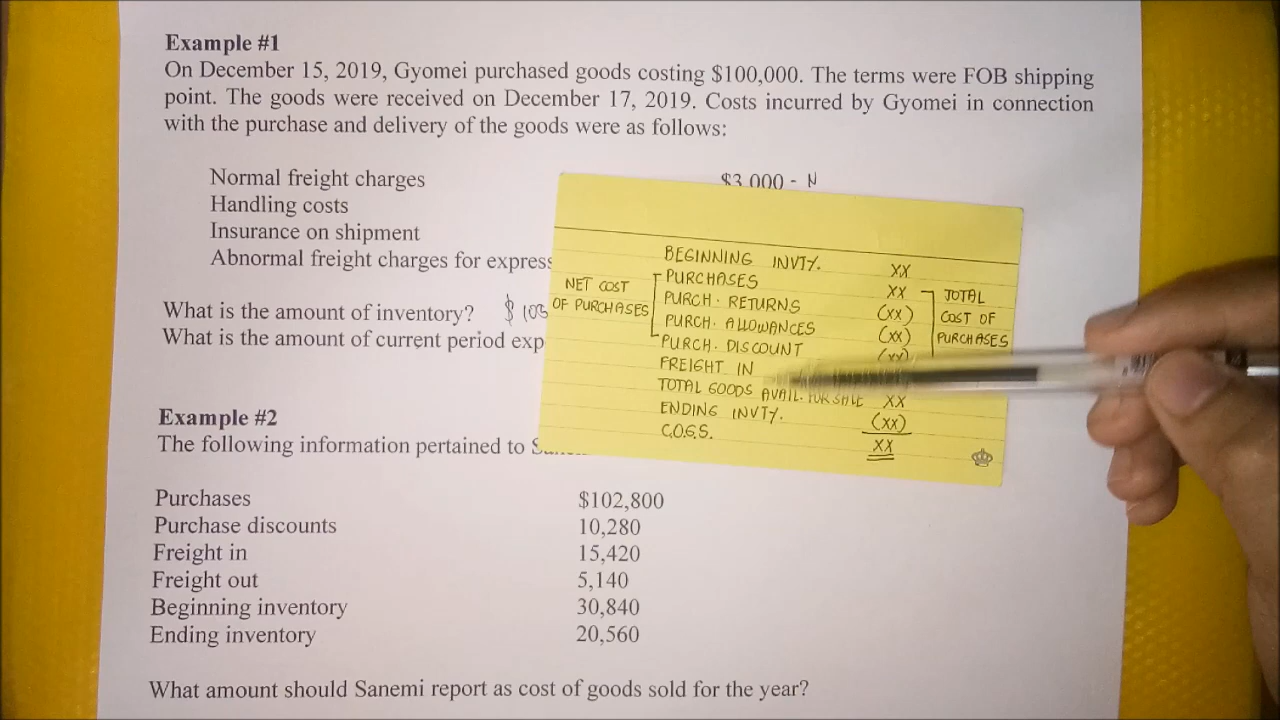 Example #1
On December 15, 2019, Gyomei purchased goods costing $100,000. The terms were FOB shipping
point. The goods were received on December 17, 2019. Costs incurred by Gyomei in connection
with the purchase and delivery of the goods were as follows:
Normal freight charges $3,000 - N
Handling costs
Insurance on shipment
Abnormal freight charges for express
What is the amount of inventory? $ 10
What is the amount of current period exp
BEGINNING INVTY. XX
PURCHASES XX
PURCH. RETURNS (XX)
PURCH. ALLOWANCES (XX)
PURCH. DISCOUNT (XX)
FREIGHT IN
TOTAL GOODS AVAIL. FOR SALE XX
ENDING INVTY. (XX)
C.O.G.S. XX
NET COST
OF PURCHASES
TOTAL
COST OF
PURCHASES
Example #2
The following information pertained to
Purchases $102,800
Purchase discounts 10,280
Freight in 15,420
Freight out 5,140
Beginning inventory 30,840
Ending inventory 20,560
What amount should Sanemi report as cost of goods sold for the year?